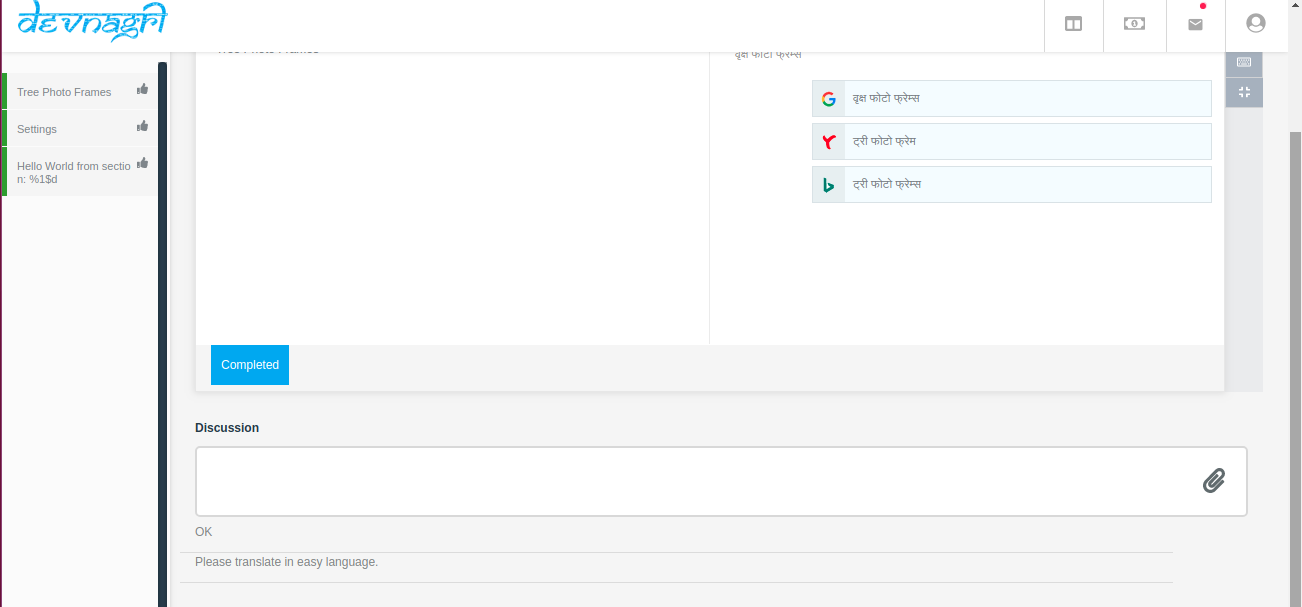 devnagri
Tree Photo Frames
वृक्ष फोटो फ्रेम्स
Tree Photo Frames
Settings
Hello World from sectio
n: %1$d
वृक्ष फोटो फ्रेम्स
ट्री फोटो फ्रेम
ट्री फोटो फ्रेम्स
Completed
Discussion
OK
Please translate in easy language.